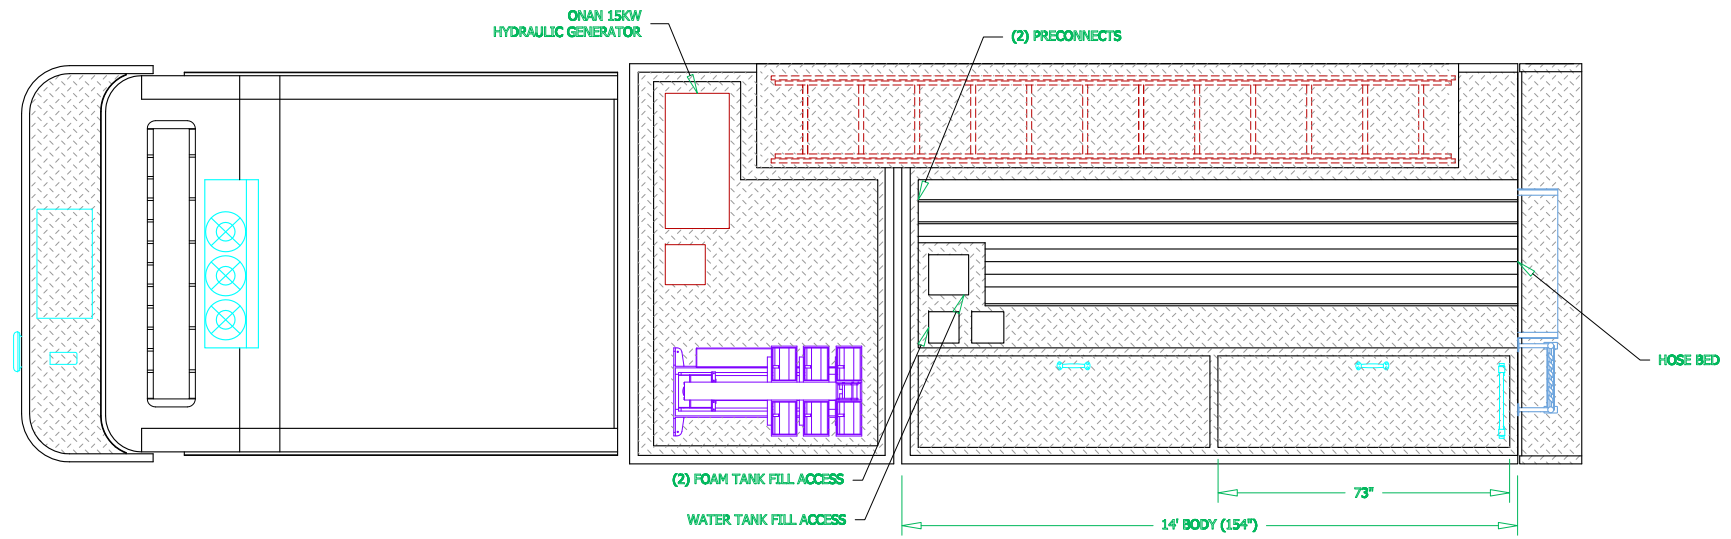 ONAN 15KW
HYDRAULIC GENERATOR
(2) PRECONNECTS
HOSE BED
(2) FOAM TANK FILL ACCESS
73"
WATER TANK FILL ACCESS
14' BODY (154")